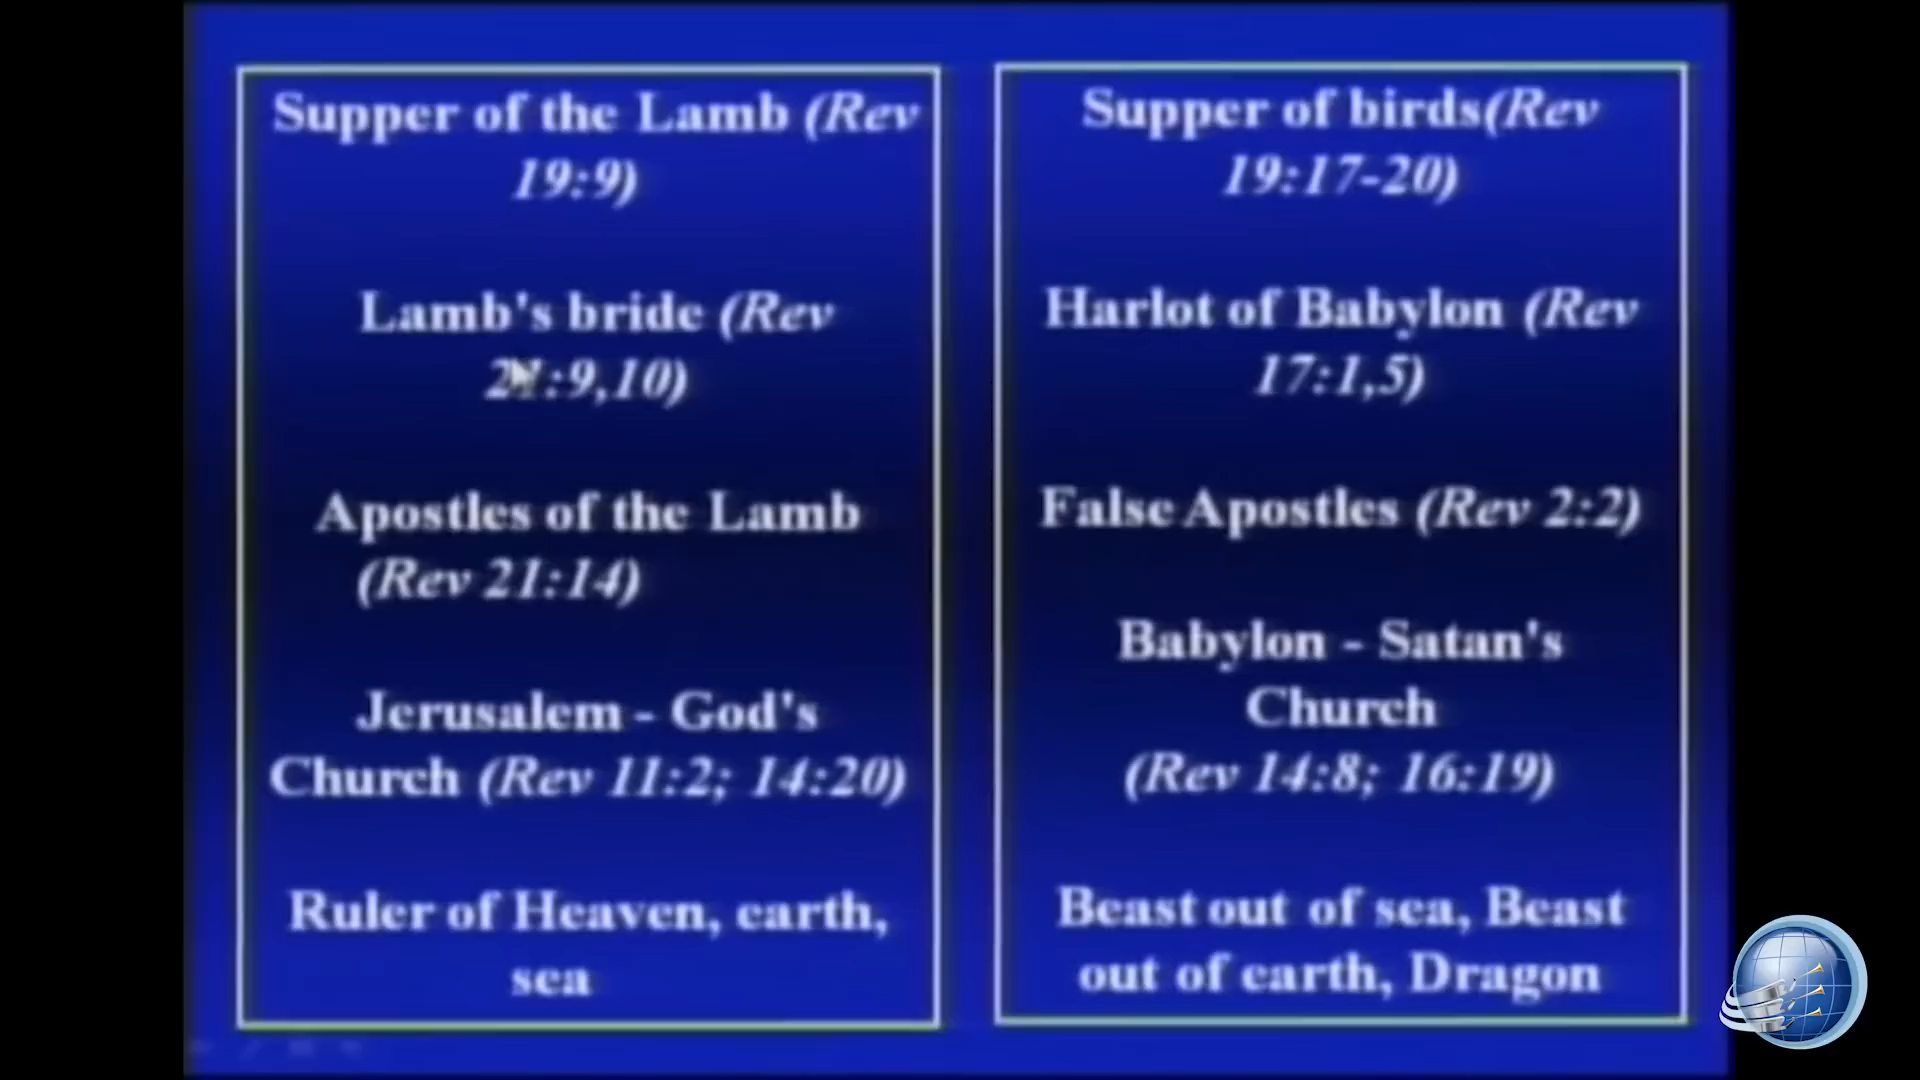 Supper of the Lamb (Rev
19:9)
Lamb's bride (Rev
21:9,10)
Apostles of the Lamb
(Rev 21:14)
Jerusalem - God's
Church (Rev 11:2; 14:20)
Ruler of Heaven, earth,
sea
Supper of birds(Rev
19:17-20)
Harlot of Babylon (Rev
17:1,5)
False Apostles (Rev 2:2)
Babylon - Satan's
Church
(Rev 14:8; 16:19)
Beast out of sea, Beast
out of earth, Dragon